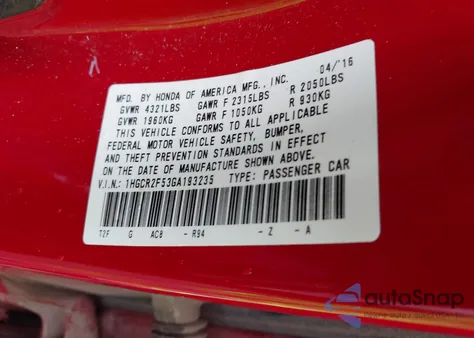 MFD. BY HONDA OF AMERICA MFG., INC. 04/'16
GVWR 4321LBS GAWR F 2315LBS R 2050LBS
GVWR 1960KG GAWR F 1050KG R 930KG
THIS VEHICLE CONFORMS TO ALL APPLICABLE
FEDERAL MOTOR VEHICLE SAFETY, BUMPER,
AND THEFT PREVENTION STANDARDS IN EFFECT
ON THE DATE OF MANUFACTURE SHOWN ABOVE.
V.I.N.: 1HGCR2F53GA193235 TYPE: PASSENGER CAR
T2F G AC8 - R94 - Z - A
autoSnap